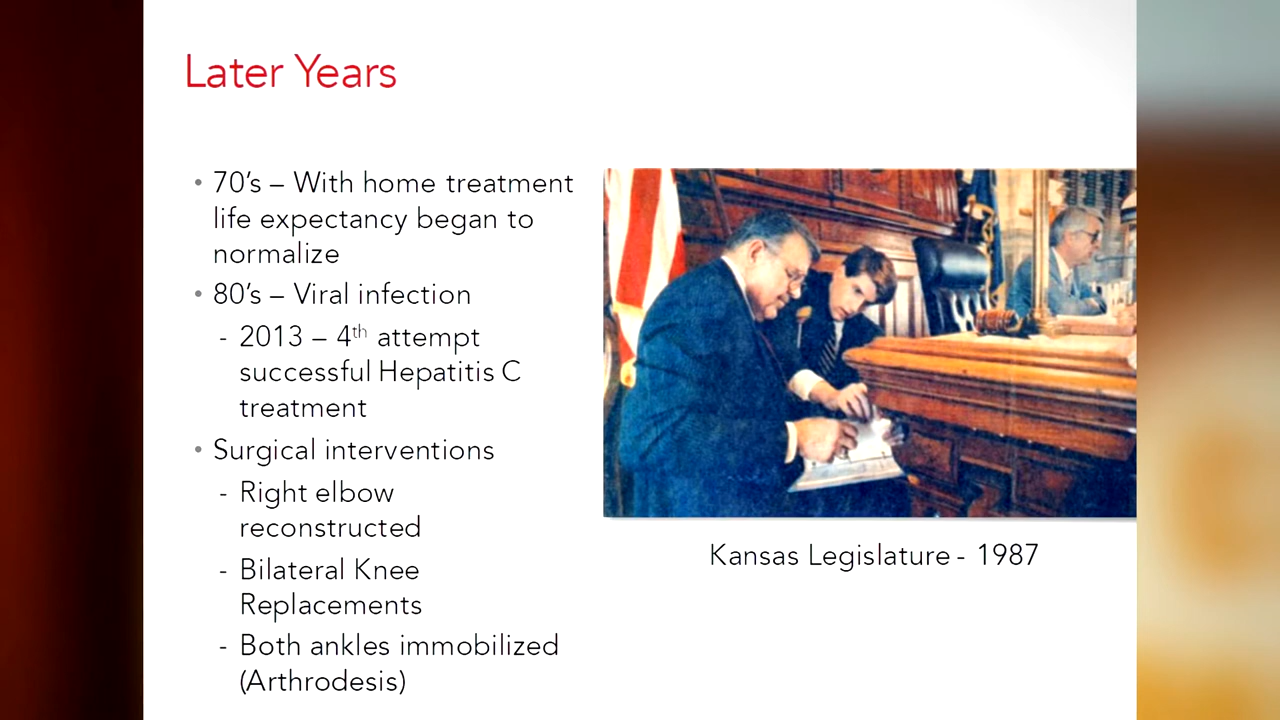 Later Years
• 70’s – With home treatment
life expectancy began to
normalize
• 80’s – Viral infection
- 2013 – 4th attempt
successful Hepatitis C
treatment
• Surgical interventions
- Right elbow
reconstructed
- Bilateral Knee
Replacements
- Both ankles immobilized
(Arthrodesis)
Kansas Legislature - 1987